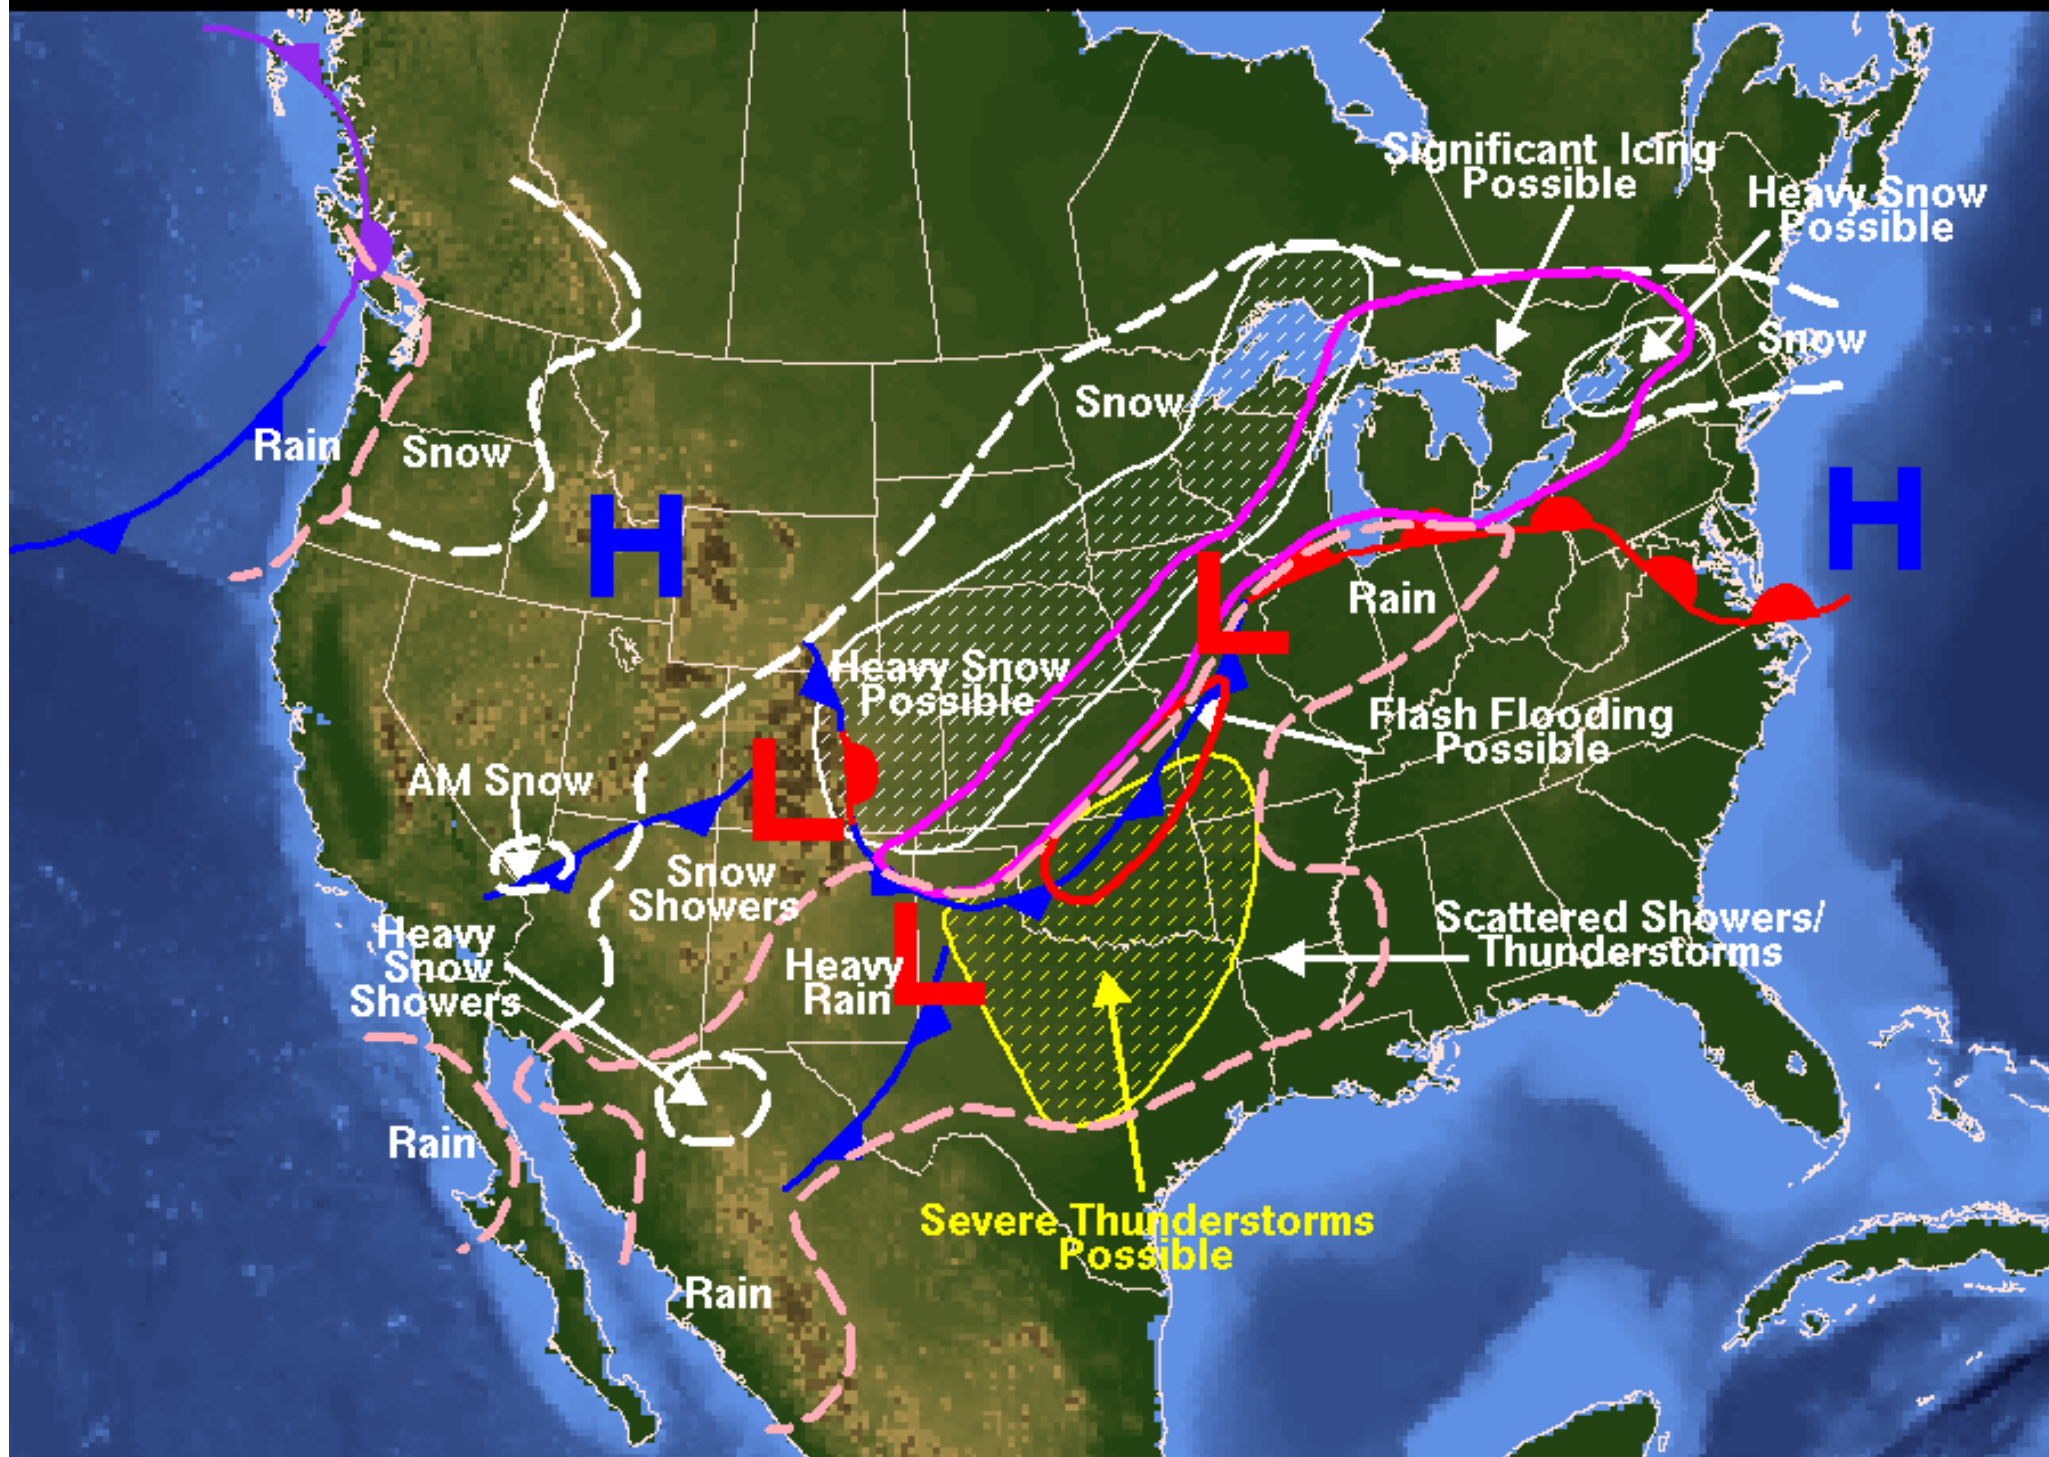 Significant Icing
Possible
Heavy Snow
Possible
Snow
Snow
Rain
Snow
H
H
L
Rain
Heavy Snow
Possible
Flash Flooding
Possible
L
AM Snow
Snow
Showers
Heavy
Snow
Showers
Heavy
Rain
L
Scattered Showers/
Thunderstorms
Rain
Severe Thunderstorms
Possible
Rain